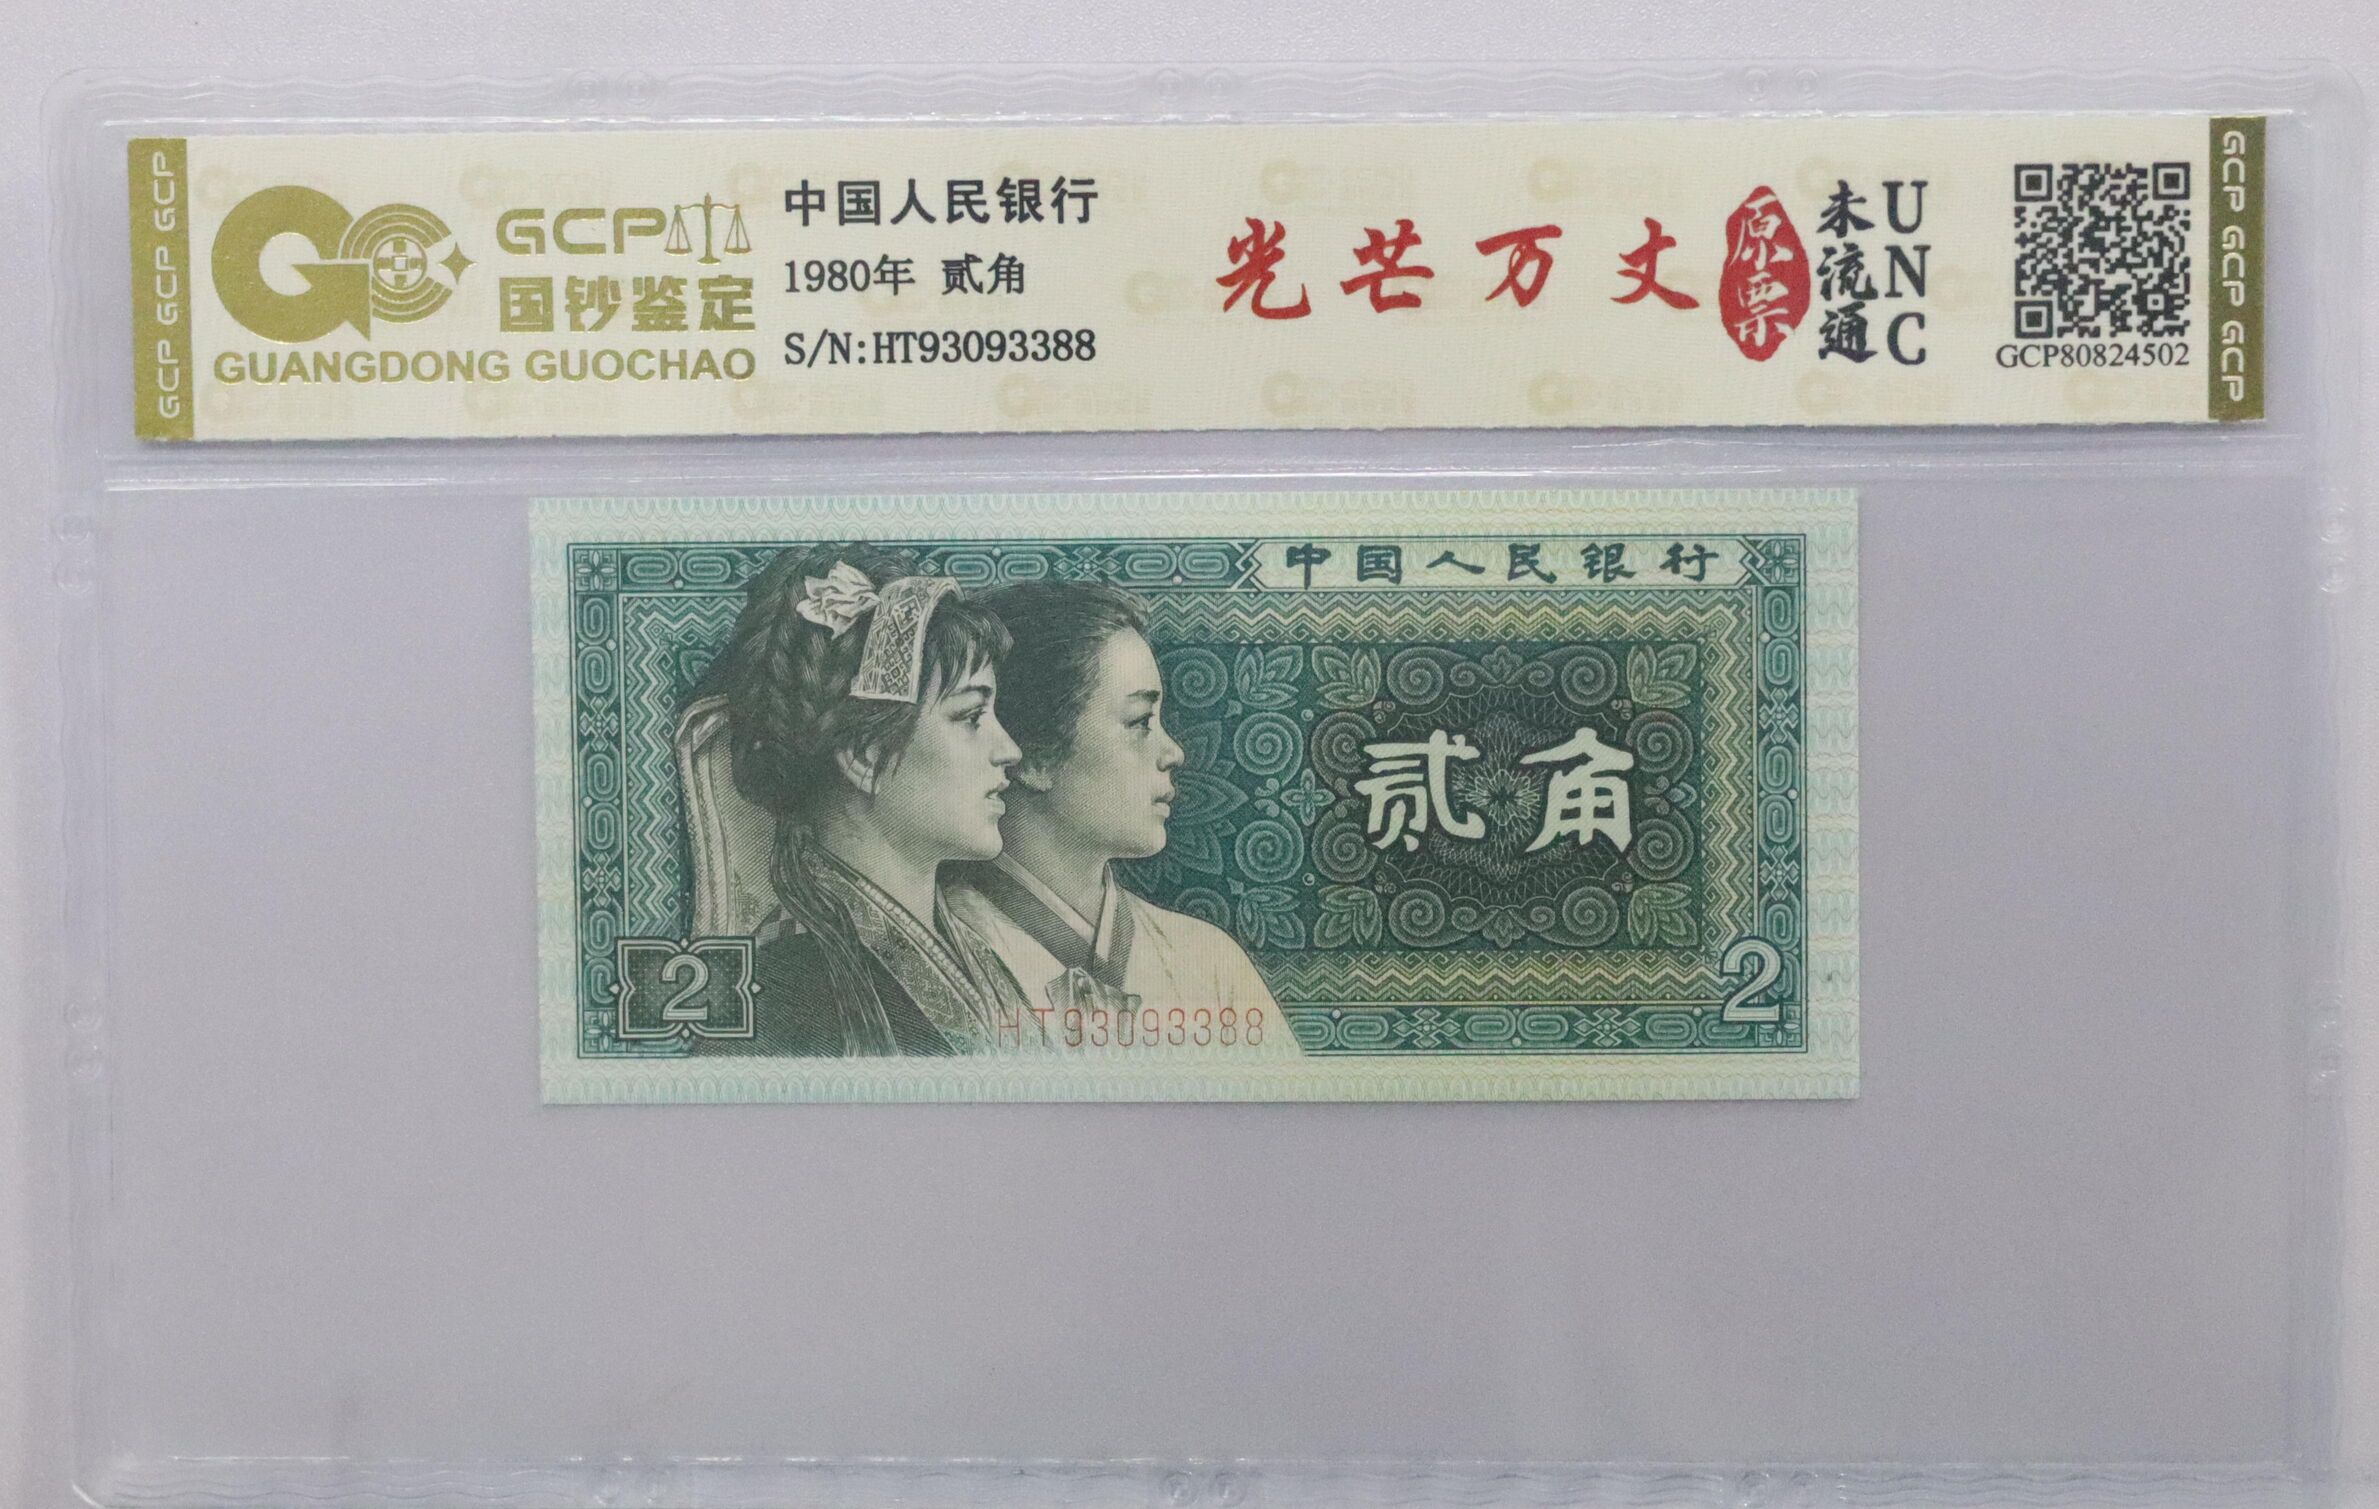 GCP GCP GCP
GCP
国钞鉴定
GUANGDONG GUOCHAO
中国人民银行
1980年 贰角
S/N:HT93093388
光芒万丈
原票
未流通
UNC
GCP80824502
GCP GCP GCP
中国人民银行
贰角
2
2
HT93093388